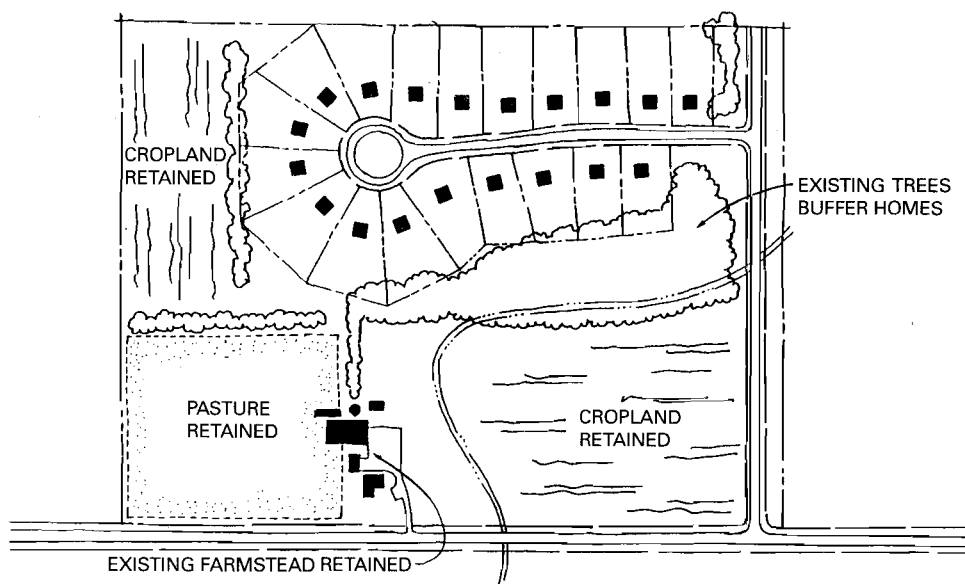 CROPLAND
RETAINED
EXISTING TREES
BUFFER HOMES
PASTURE
RETAINED
CROPLAND
RETAINED
EXISTING FARMSTEAD RETAINED